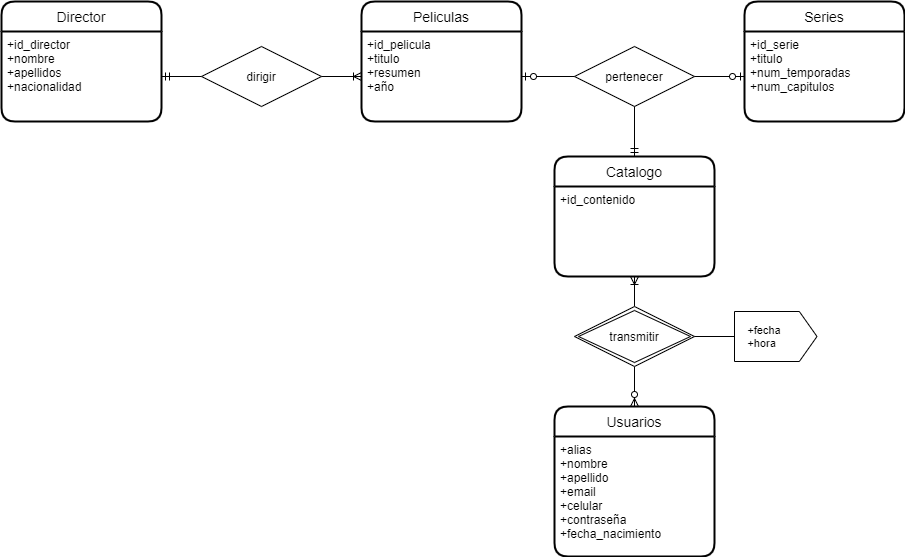 Director
+id_director
+nombre
+apellidos
+nacionalidad
dirigir
Peliculas
+id_pelicula
+titulo
+resumen
+año
pertenecer
Series
+id_serie
+titulo
+num_temporadas
+num_capitulos
Catalogo
+id_contenido
transmitir
+fecha
+hora
Usuarios
+alias
+nombre
+apellido
+email
+celular
+contraseña
+fecha_nacimiento